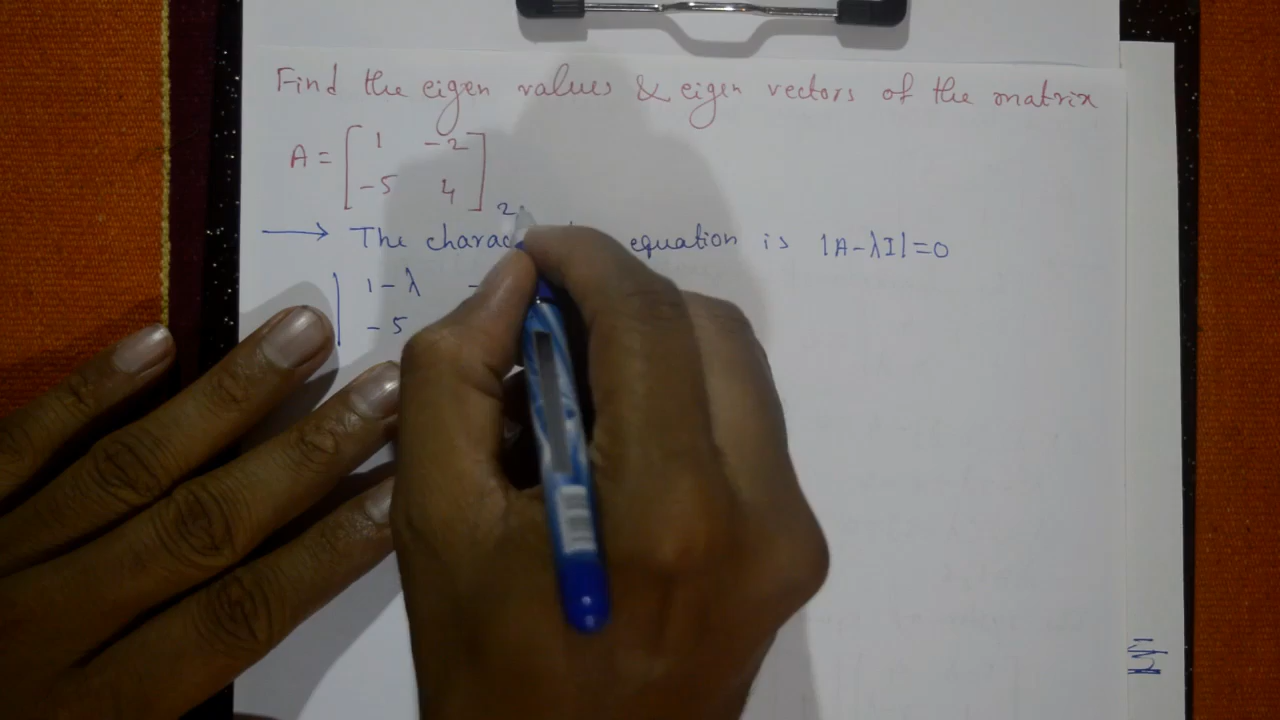 Find the eigen values & eigen vectors of the matrix
A = [ 1 -2
-5 4 ] 2
→ The equation is |A-λI|=0
| 1-λ -
-5